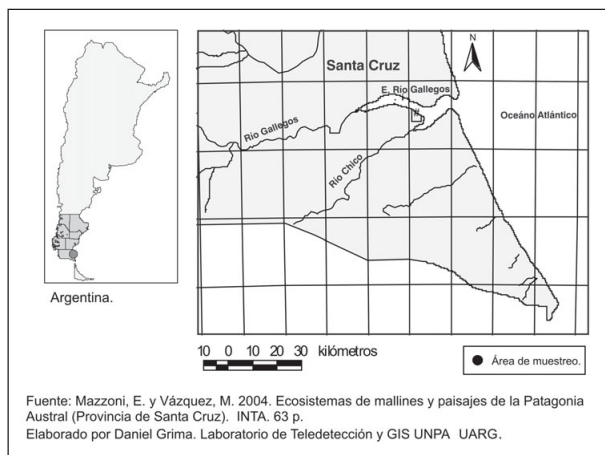 N
Santa Cruz
E. Río Gallegos
Océano Atlántico
Río Gallegos
Río Chico
Argentina.
10 0 10 20 30 kilómetros
Área de muestreo.
Fuente: Mazzoni, E. y Vázquez, M. 2004. Ecosistemas de mallines y paisajes de la Patagonia
Austral (Provincia de Santa Cruz). INTA. 63 p.
Elaborado por Daniel Grima. Laboratorio de Teledetección y GIS UNPA UARG.